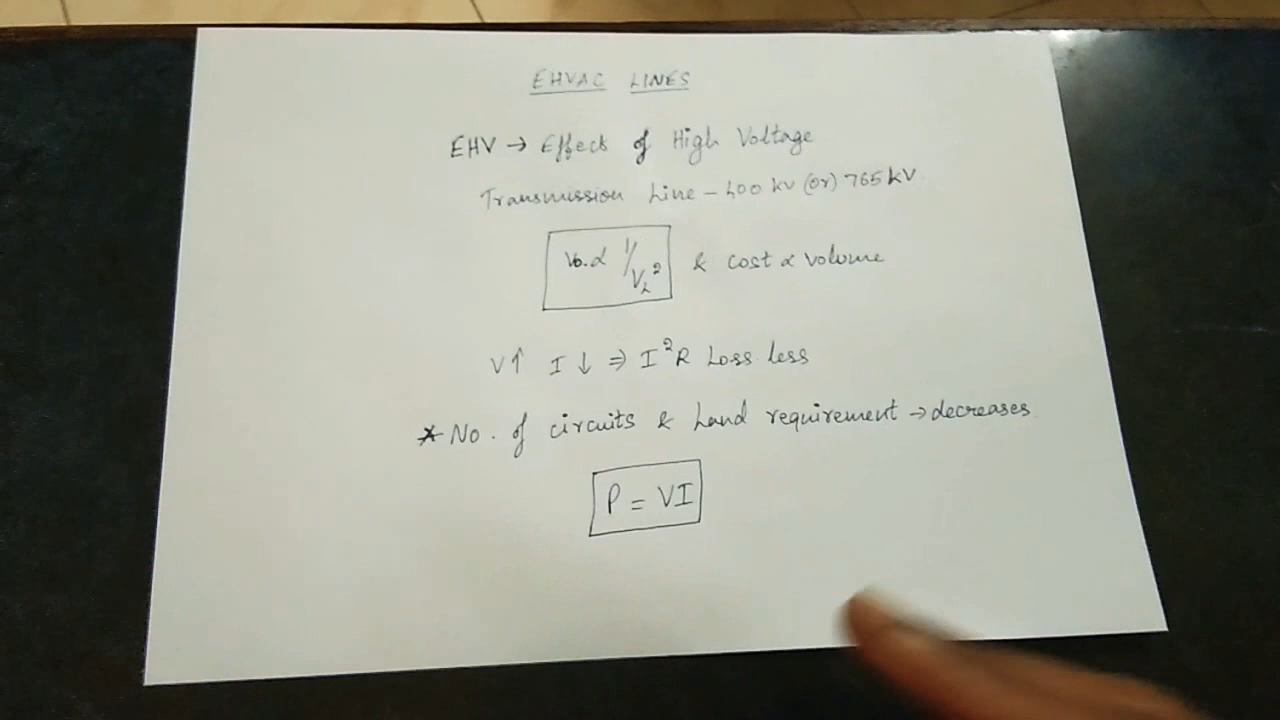 EHVAC LINES
EHV → Effect of High Voltage
Transmission Line - 400 kv (or) 765 kV
Vo. ∝ 1/V_L² & cost ∝ volume
V↑ I↓ ⇒ I²R Loss less
* No. of circuits & Land requirement → decreases
P = VI